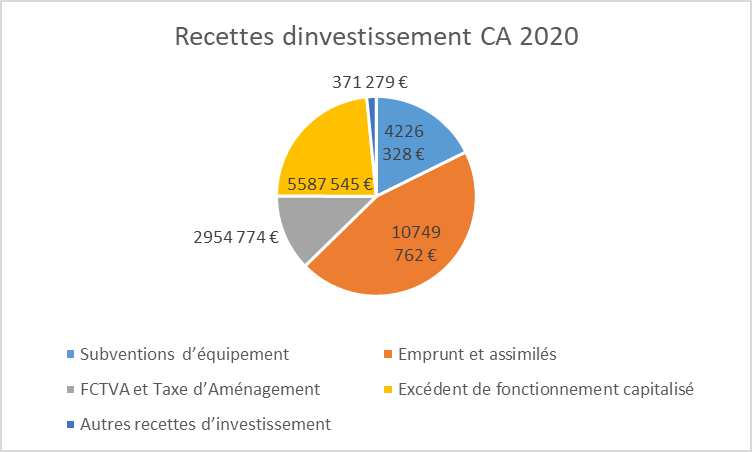 Recettes dinvestissement CA 2020
371 279 €
4226
328 €
5587 545 €
10749
762 €
2954 774 €
Subventions d’équipement
Emprunt et assimilés
FCTVA et Taxe d’Aménagement
Excédent de fonctionnement capitalisé
Autres recettes d’investissement